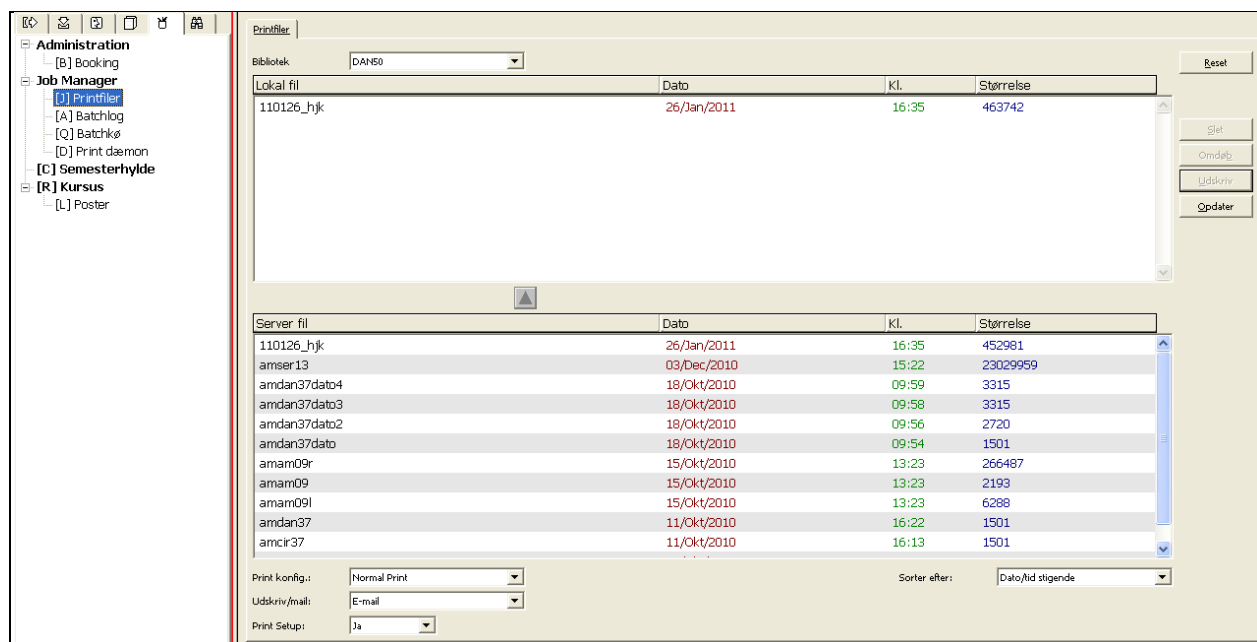 Administration
[B] Booking
Job Manager
[J] Printfiler
[A] Batchlog
[Q] Batchkø
[D] Print dæmon
[C] Semesterhylde
[R] Kursus
[L] Poster
Printfiler
Bibliotek DAN50
Reset
Lokal fil Dato Kl. Størrelse
110126_hjk 26/Jan/2011 16:35 463742
Slet
Omdøb
Udskriv
Opdater
Server fil Dato Kl. Størrelse
110126_hjk 26/Jan/2011 16:35 452981
amser13 03/Dec/2010 15:22 23029959
amdan37dato4 18/Okt/2010 09:59 3315
amdan37dato3 18/Okt/2010 09:58 3315
amdan37dato2 18/Okt/2010 09:56 2720
amdan37dato 18/Okt/2010 09:54 1501
amam09r 15/Okt/2010 13:23 266487
amam09 15/Okt/2010 13:23 2193
amam09l 15/Okt/2010 13:23 6288
amdan37 11/Okt/2010 16:22 1501
amcir37 11/Okt/2010 16:13 1501
Print konfig.: Normal Print Sorter efter: Dato/tid stigende
Udskriv/mail: E-mail
Print Setup: Ja